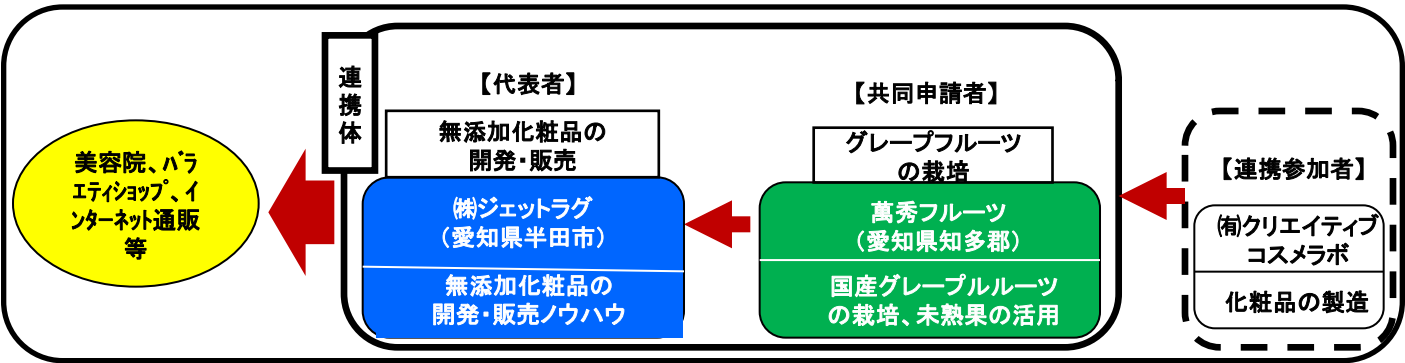 美容院、バラ
エティショップ、イ
ンターネット通販
等
連
携
体
【代表者】
無添加化粧品の
開発・販売
㈱ジェットラグ
（愛知県半田市）
無添加化粧品の
開発・販売ノウハウ
【共同申請者】
グレープフルーツ
の栽培
萬秀フルーツ
（愛知県知多郡）
国産グレープルルーツ
の栽培、未熟果の活用
【連携参加者】
㈲クリエイティブ
コスメラボ
化粧品の製造